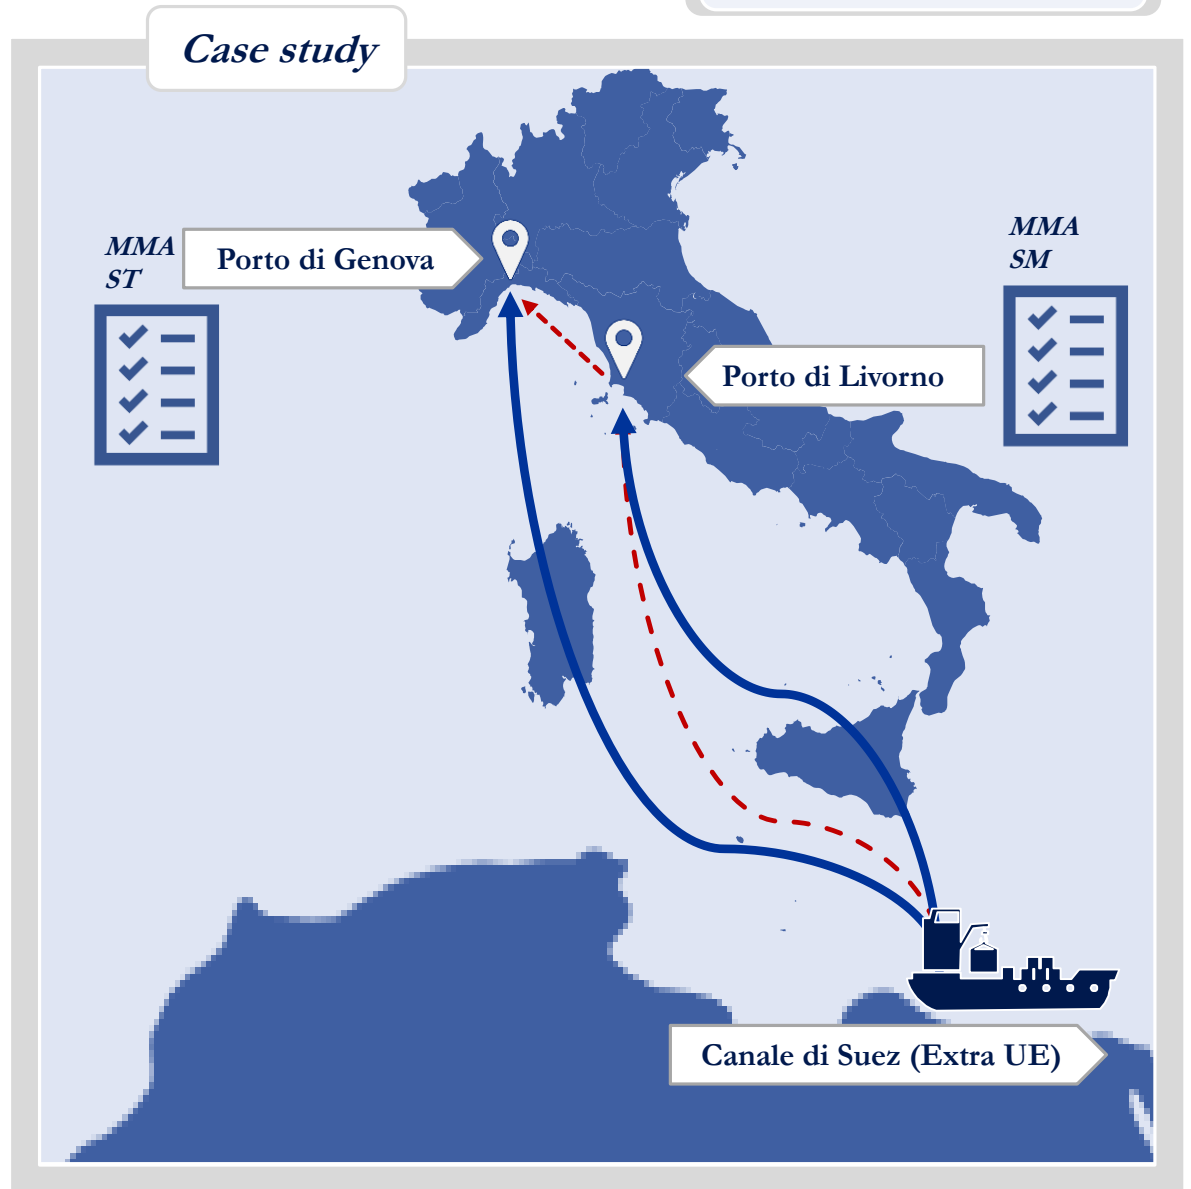 Case study
MMA
ST
Porto di Genova
MMA
SM
Porto di Livorno
Canale di Suez (Extra UE)